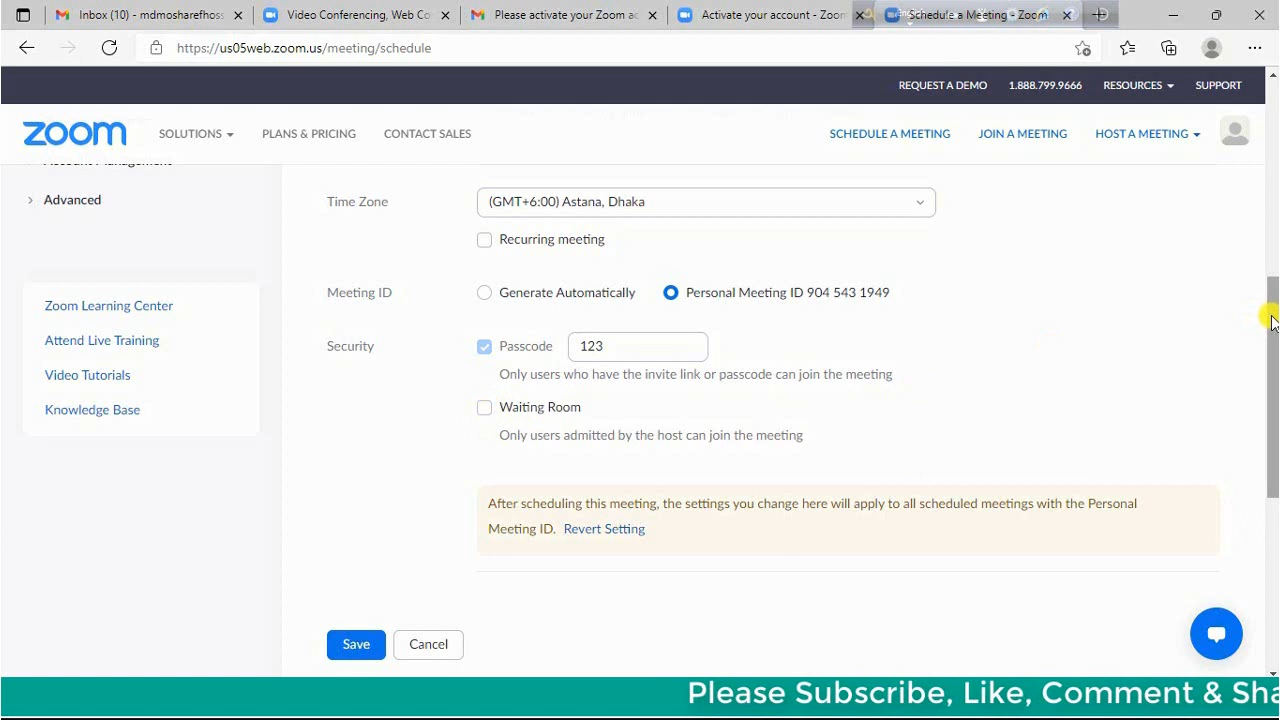 Inbox (10) - mdmosharefhoss
Video Conferencing, Web Co
Please activate your Zoom ac
Activate your account - Zoom
Schedule a Meeting - Zoom
https://us05web.zoom.us/meeting/schedule
REQUEST A DEMO 1.888.799.9666 RESOURCES SUPPORT
zoom SOLUTIONS PLANS & PRICING CONTACT SALES SCHEDULE A MEETING JOIN A MEETING HOST A MEETING
Account Management
Advanced
Zoom Learning Center
Attend Live Training
Video Tutorials
Knowledge Base
Time Zone (GMT+6:00) Astana, Dhaka
Recurring meeting
Meeting ID Generate Automatically Personal Meeting ID 904 543 1949
Security Passcode 123
Only users who have the invite link or passcode can join the meeting
Waiting Room
Only users admitted by the host can join the meeting
After scheduling this meeting, the settings you change here will apply to all scheduled meetings with the Personal
Meeting ID. Revert Setting
Save Cancel
Please Subscribe, Like, Comment & Sha